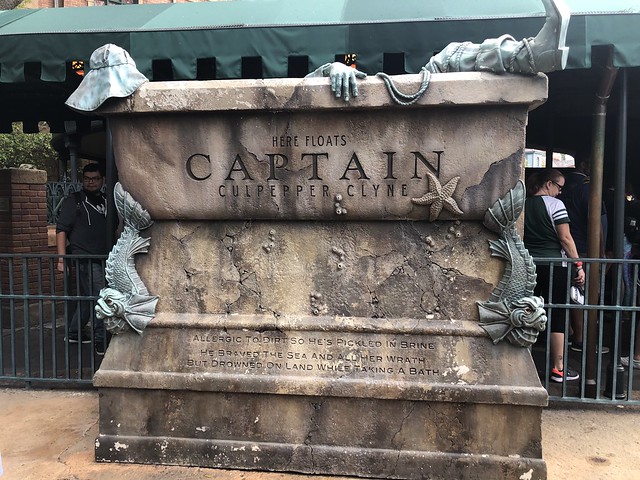 HERE FLOATS
CAPTAIN
CULPEPPER CLYNE
ALLERGIC TO DIRT SO HE'S PICKLED IN BRINE
HE BRAVED THE SEA AND ALL HER WRATH
BUT DROWNED ON LAND WHILE TAKING A BATH